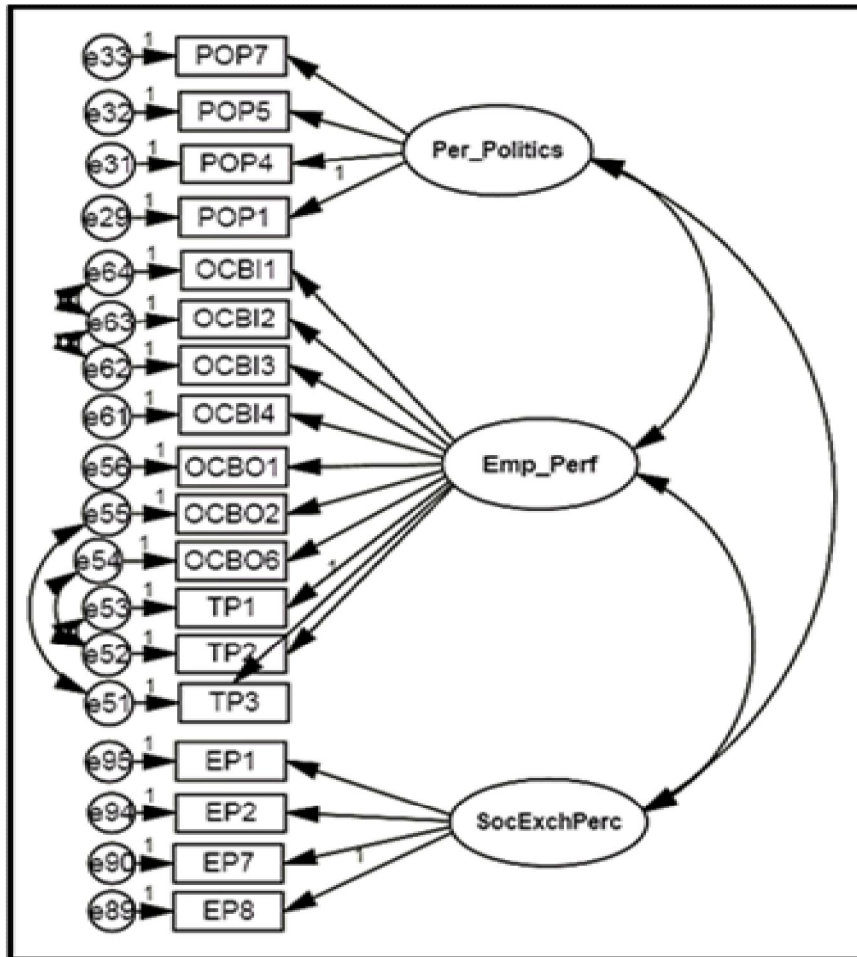 1
e33 POP7
1
e32 POP5
Per_Politics
1
e31 POP4
1
1
e29 POP1
1
e64 OCBI1
1
e63 OCBI2
1
e62 OCBI3
1
e61 OCBI4
1
e56 OCBO1
Emp_Perf
1
e55 OCBO2
1
e54 OCBO6
1
1
e53 TP1
1
e52 TP2
1
e51 TP3
1
e95 EP1
1
e94 EP2
SocExchPerc
1
e90 EP7
1
1
e89 EP8